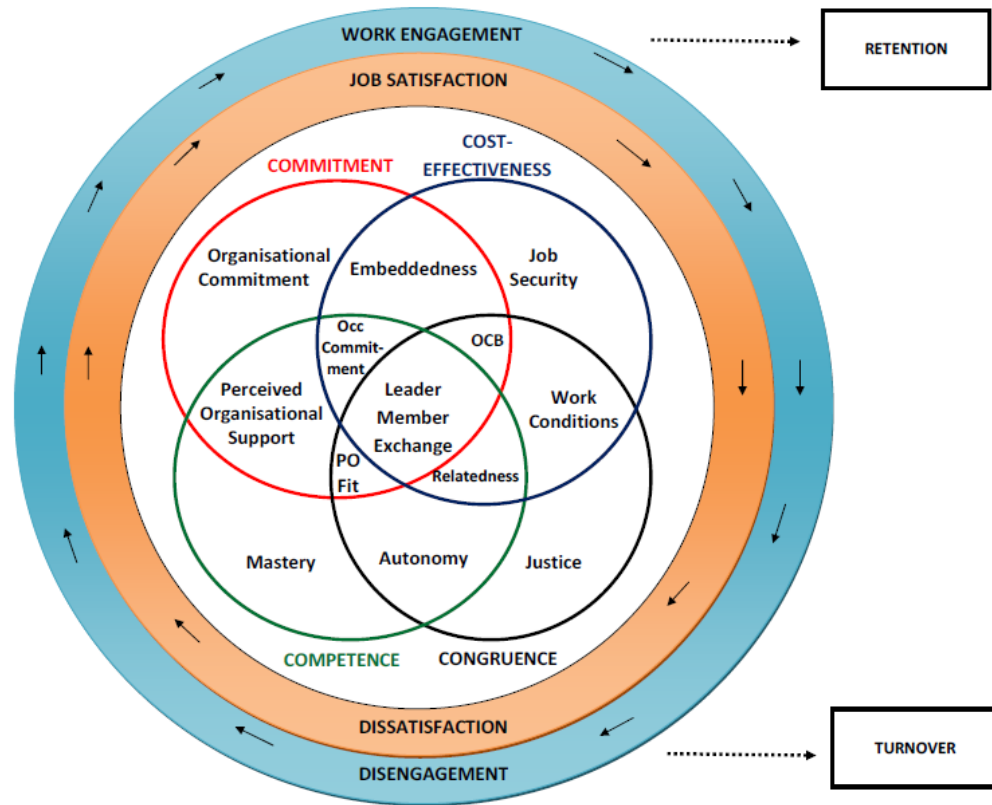 WORK ENGAGEMENT
RETENTION
JOB SATISFACTION
COST-
EFFECTIVENESS
COMMITMENT
Organisational
Commitment
Embeddedness
Job
Security
Occ
Commit-
ment
OCB
Perceived
Organisational
Support
Leader
Member
Exchange
Work
Conditions
PO
Fit
Relatedness
Mastery
Autonomy
Justice
COMPETENCE
CONGRUENCE
DISSATISFACTION
DISENGAGEMENT
TURNOVER